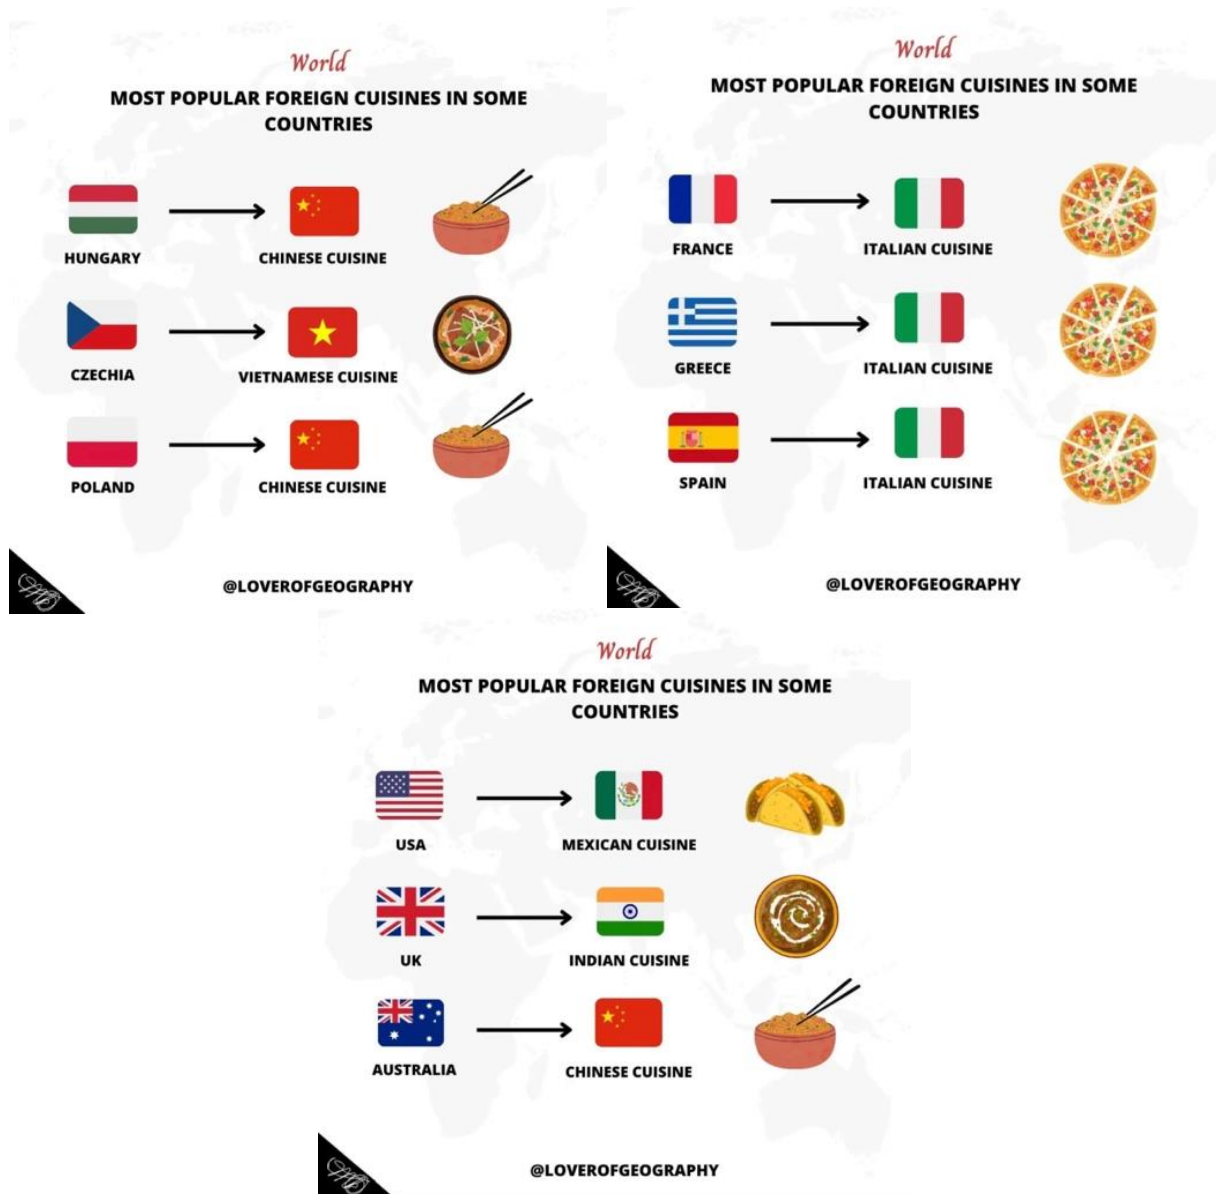 World
MOST POPULAR FOREIGN CUISINES IN SOME
COUNTRIES
HUNGARY
CHINESE CUISINE
CZECHIA
VIETNAMESE CUISINE
POLAND
CHINESE CUISINE
@LOVEROFGEOGRAPHY
World
MOST POPULAR FOREIGN CUISINES IN SOME
COUNTRIES
FRANCE
ITALIAN CUISINE
GREECE
ITALIAN CUISINE
SPAIN
ITALIAN CUISINE
@LOVEROFGEOGRAPHY
World
MOST POPULAR FOREIGN CUISINES IN SOME
COUNTRIES
USA
MEXICAN CUISINE
UK
INDIAN CUISINE
AUSTRALIA
CHINESE CUISINE
@LOVEROFGEOGRAPHY